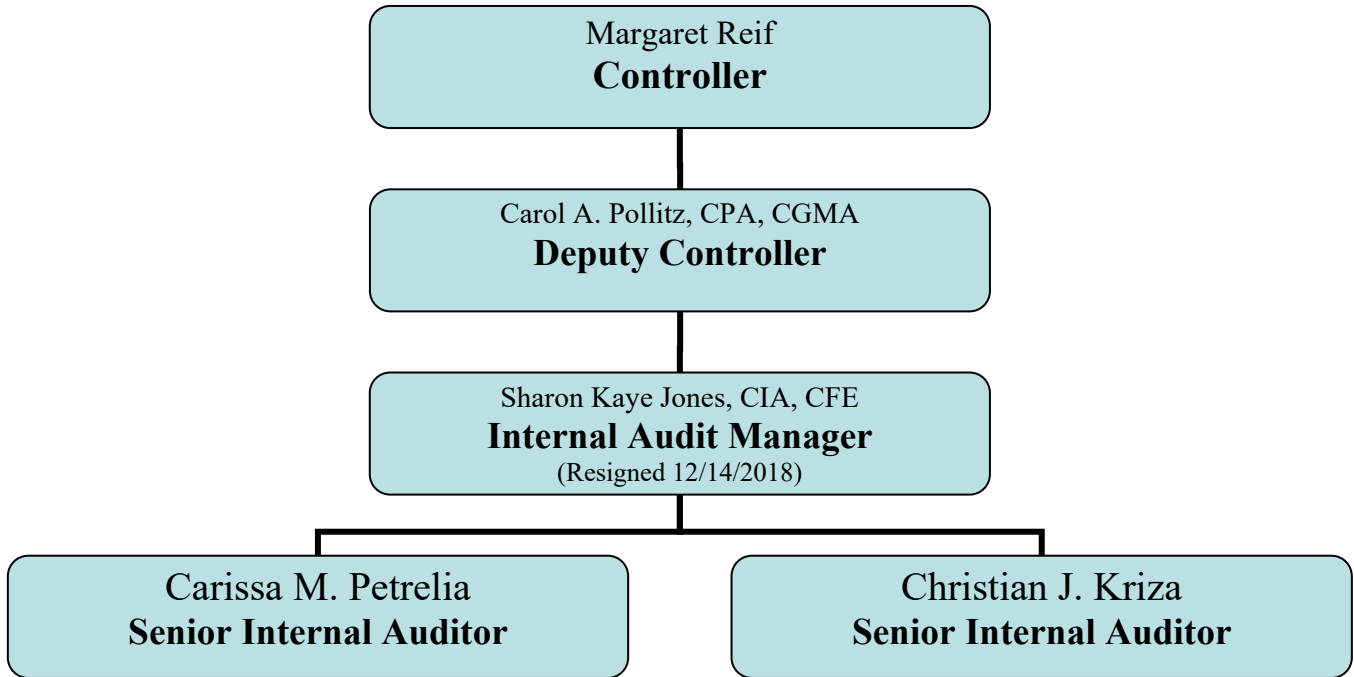 Margaret Reif
Controller
Carol A. Pollitz, CPA, CGMA
Deputy Controller
Sharon Kaye Jones, CIA, CFE
Internal Audit Manager
(Resigned 12/14/2018)
Carissa M. Petrelia
Senior Internal Auditor
Christian J. Kriza
Senior Internal Auditor